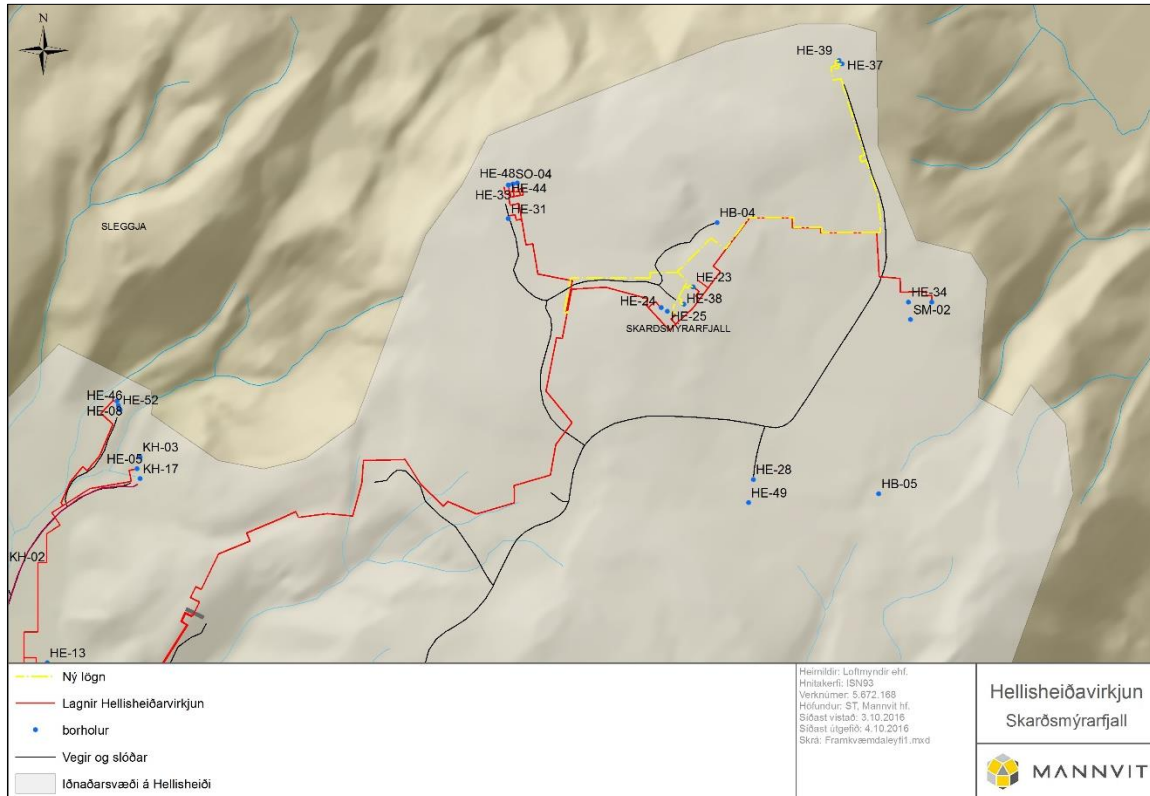 N
HE-39
HE-37
HE-48 SO-04
HE-33 HE-44
HE-31
SLEGGJA
HB-04
HE-23
HE-24
HE-38
HE-25
SKARDSMYRARFJALL
HE-34
SM-02
HE-46
HE-52
HE-08
KH-03
HE-05
KH-17
HE-28
HE-49
HB-05
KH-02
HE-13
Ný lögn
Lagnir Hellisheiðarvirkjun
borholur
Vegir og slóðar
Iðnaðarsvæði á Hellisheiði
Heimildir: Loftmyndir ehf.
Hnitakerfi: ISN93
Verknúmer: 5.672.168
Höfundur: ST, Mannvit hf.
Síðast vistað: 3.10.2016
Síðast útgefið: 4.10.2016
Skrá: Framkvæmdaleyfi1.mxd
Hellisheiðavirkjun
Skarðsmýrarfjall
MANNVIT